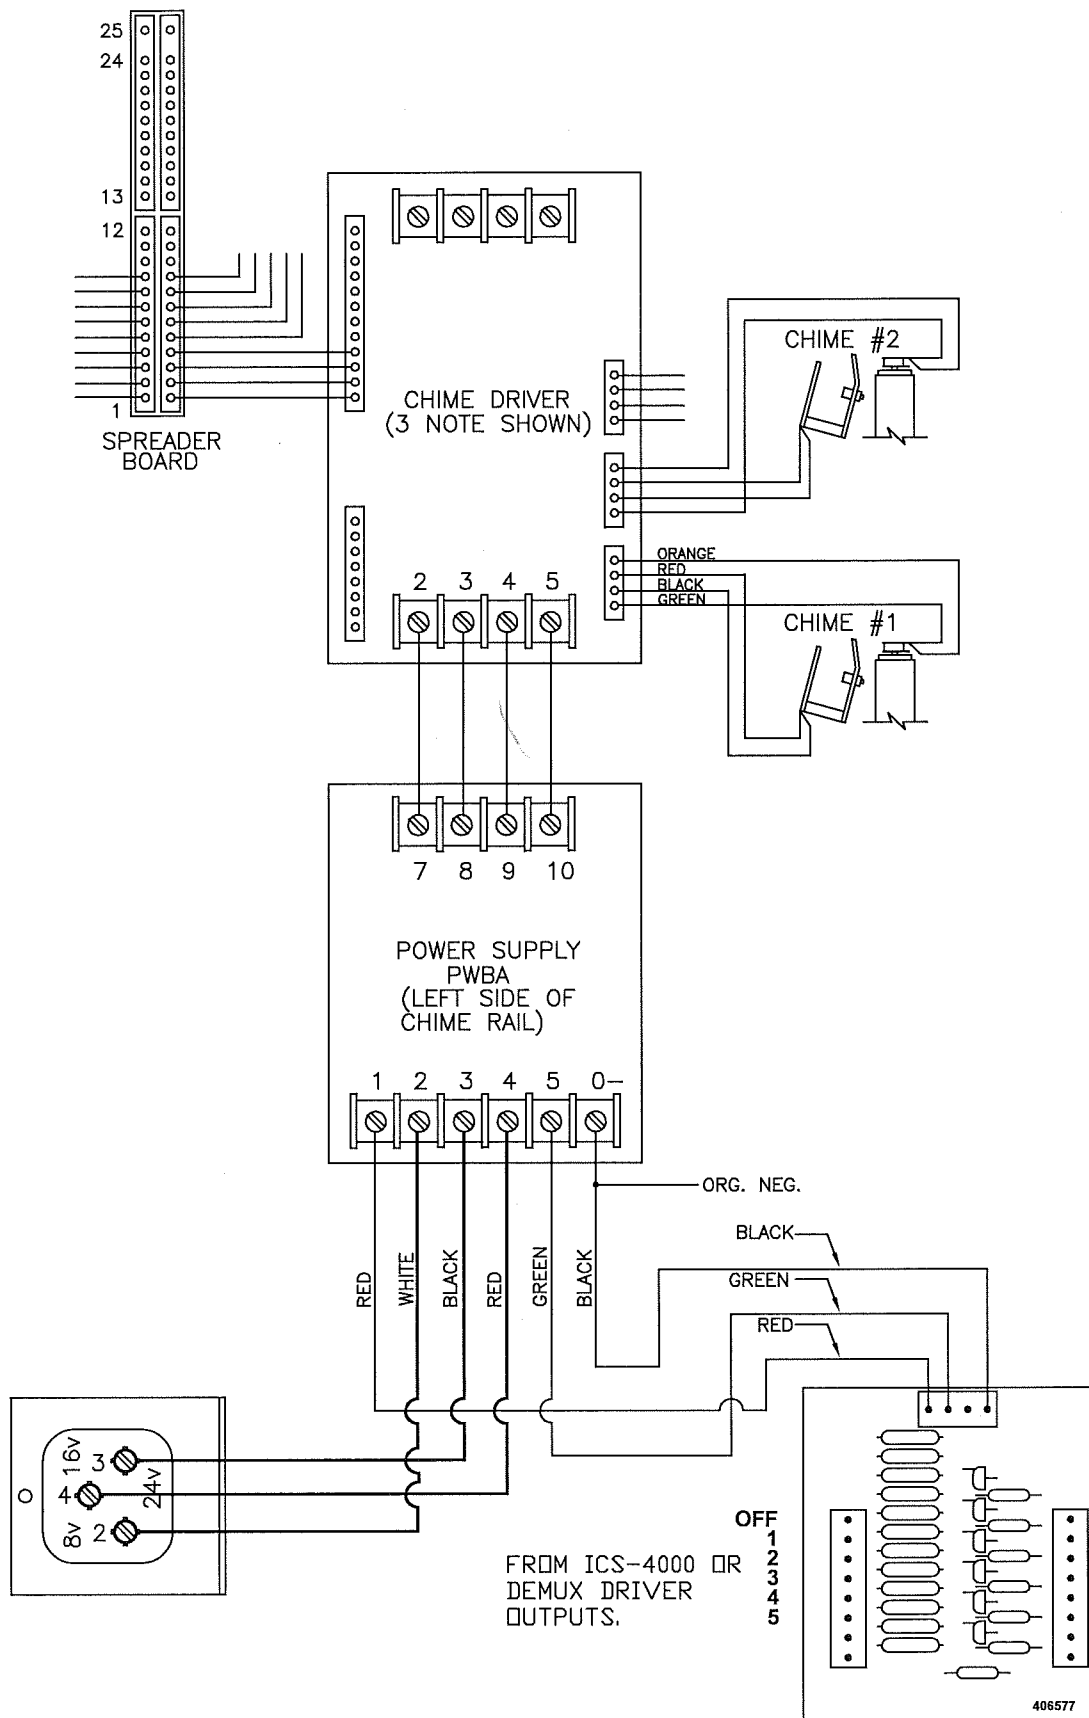 25
24
13
12
1
SPREADER
BOARD
CHIME DRIVER
(3 NOTE SHOWN)
CHIME #2
ORANGE
RED
BLACK
GREEN
CHIME #1
2 3 4 5
7 8 9 10
POWER SUPPLY
PWBA
(LEFT SIDE OF
CHIME RAIL)
1 2 3 4 5 0-
ORG. NEG.
RED
WHITE
BLACK
RED
GREEN
BLACK
BLACK
GREEN
RED
16v
3
4
24v
8v
2
FROM ICS-4000 OR
DEMUX DRIVER
OUTPUTS.
OFF
1
2
3
4
5
406577